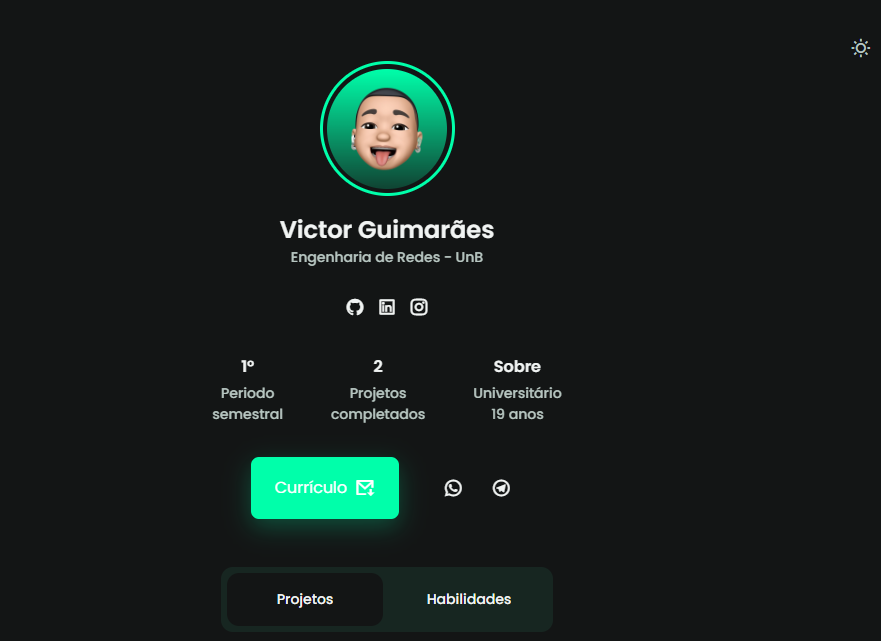 Victor Guimarães
Engenharia de Redes - UnB
1º
2
Sobre
Periodo
semestral
Projetos
completados
Universitário
19 anos
Currículo
Projetos
Habilidades